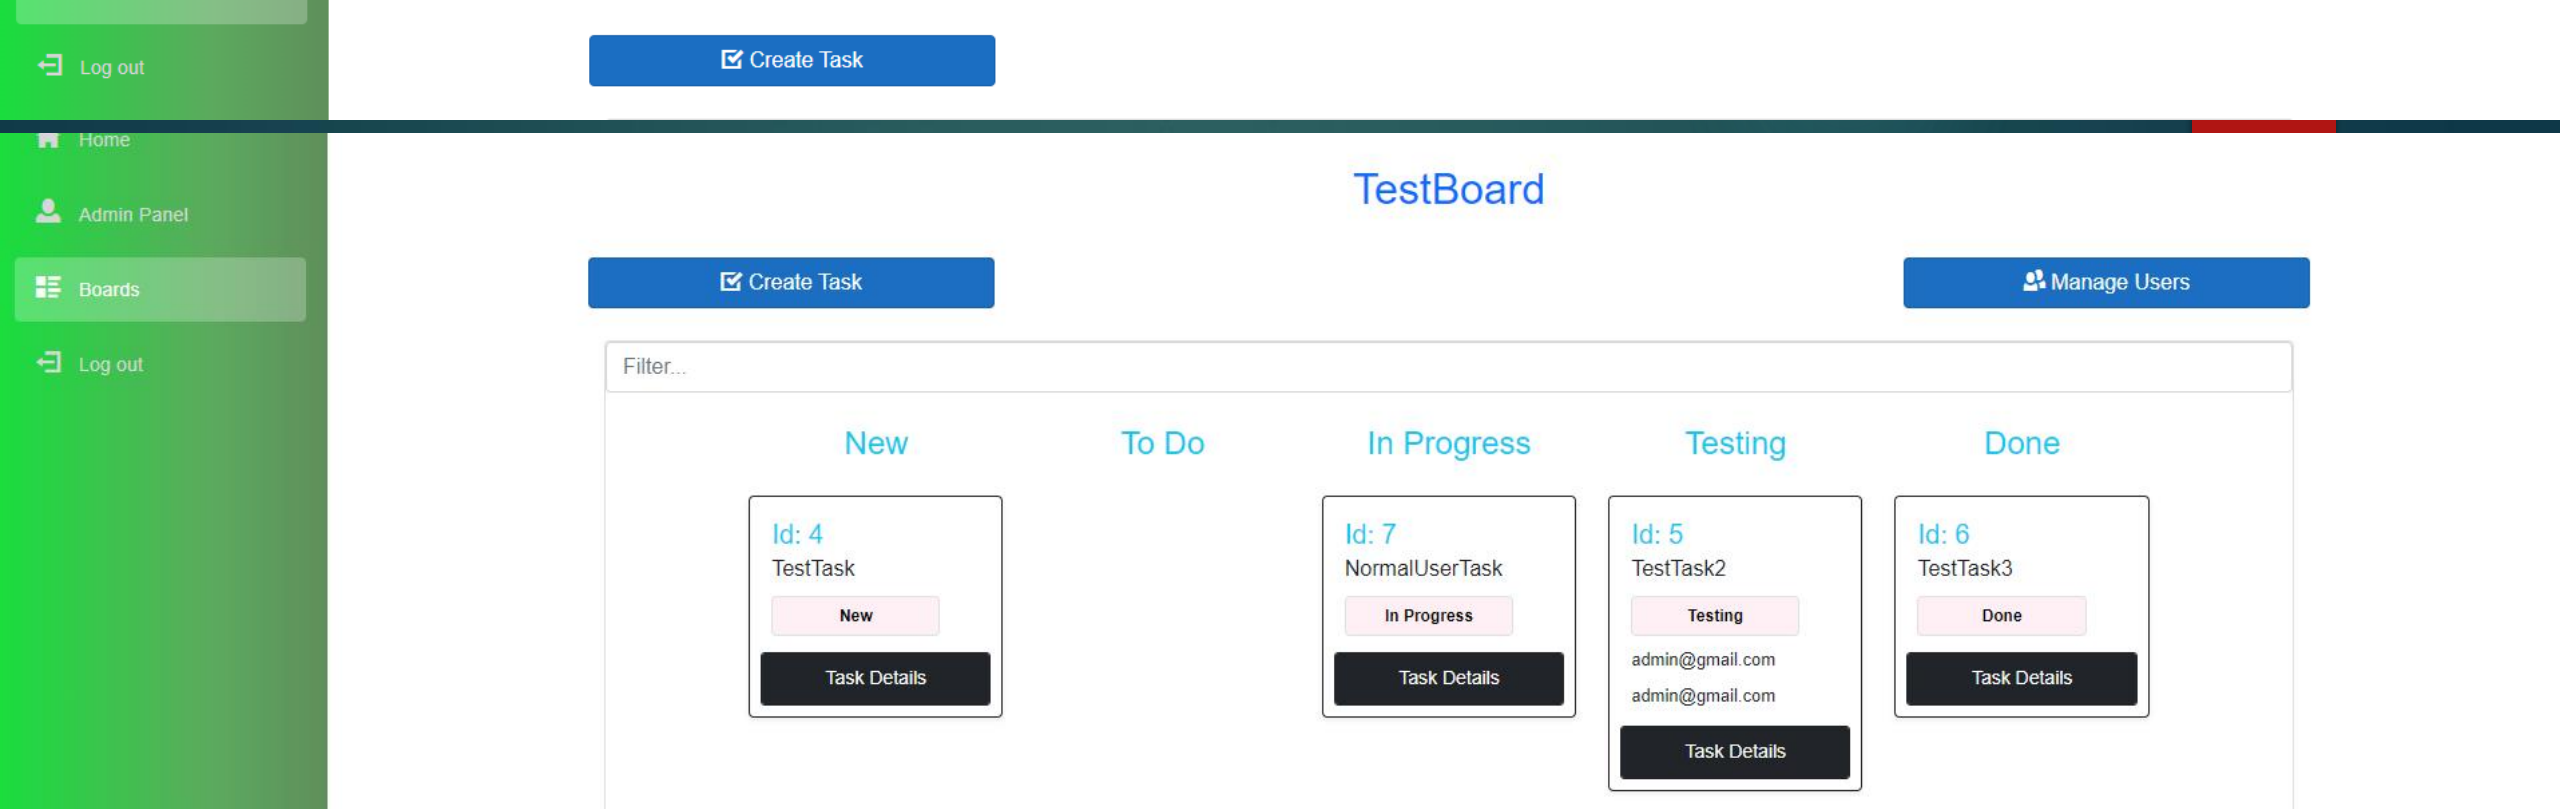 Log out
Create Task
Home
Admin Panel
Boards
Log out
TestBoard
Create Task
Manage Users
Filter...
New
To Do
In Progress
Testing
Done
Id: 4
TestTask
New
Task Details
Id: 7
NormalUserTask
In Progress
Task Details
Id: 5
TestTask2
Testing
admin@gmail.com
admin@gmail.com
Task Details
Id: 6
TestTask3
Done
Task Details